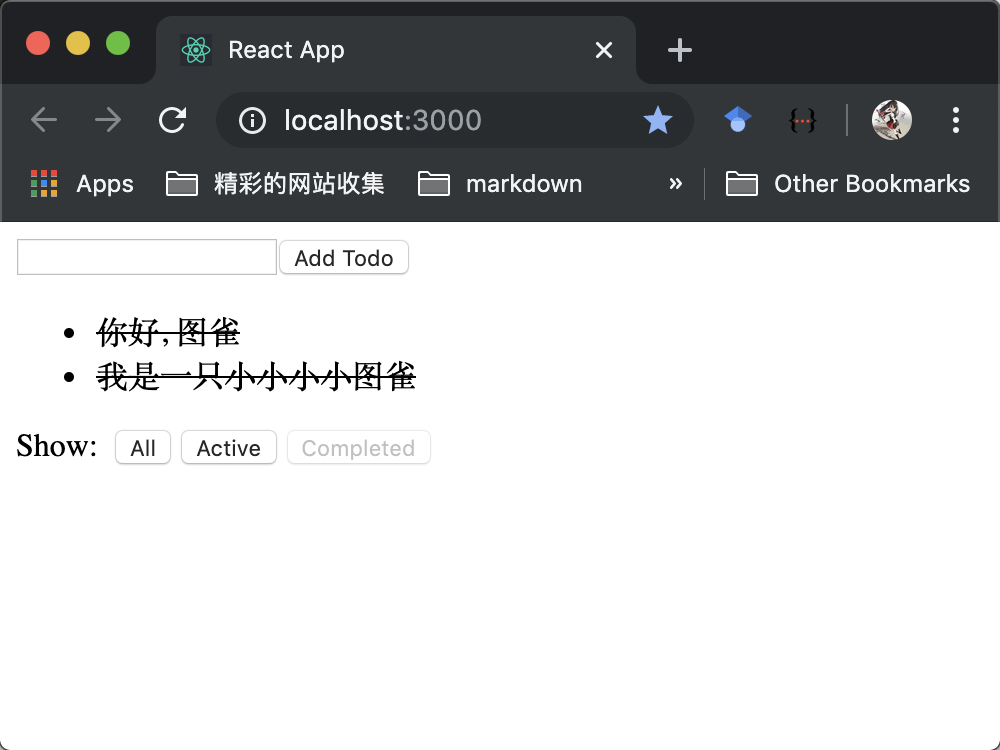 React App
localhost:3000
Apps 精彩的网站收集 markdown » Other Bookmarks
Add Todo
你好,图雀
我是一只小小小小图雀
Show: All Active Completed